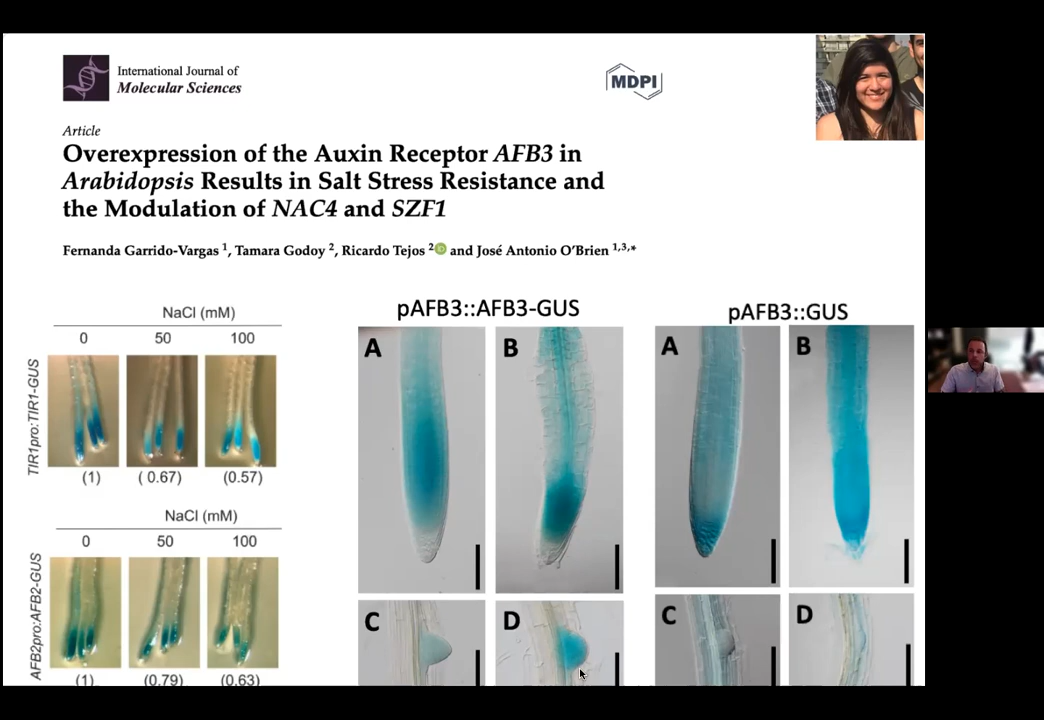 International Journal of
Molecular Sciences
MDPI
Article
Overexpression of the Auxin Receptor AFB3 in
Arabidopsis Results in Salt Stress Resistance and
the Modulation of NAC4 and SZF1
Fernanda Garrido-Vargas 1, Tamara Godoy 2, Ricardo Tejos 2 iD and José Antonio O'Brien 1,3,*
NaCl (mM)
0 50 100
TIR1pro:TIR1-GUS
(1) ( 0.67) (0.57)
NaCl (mM)
0 50 100
AFB2pro:AFB2-GUS
(1) (0.79) (0.63)
pAFB3::AFB3-GUS
A B
C D
pAFB3::GUS
A B
C D